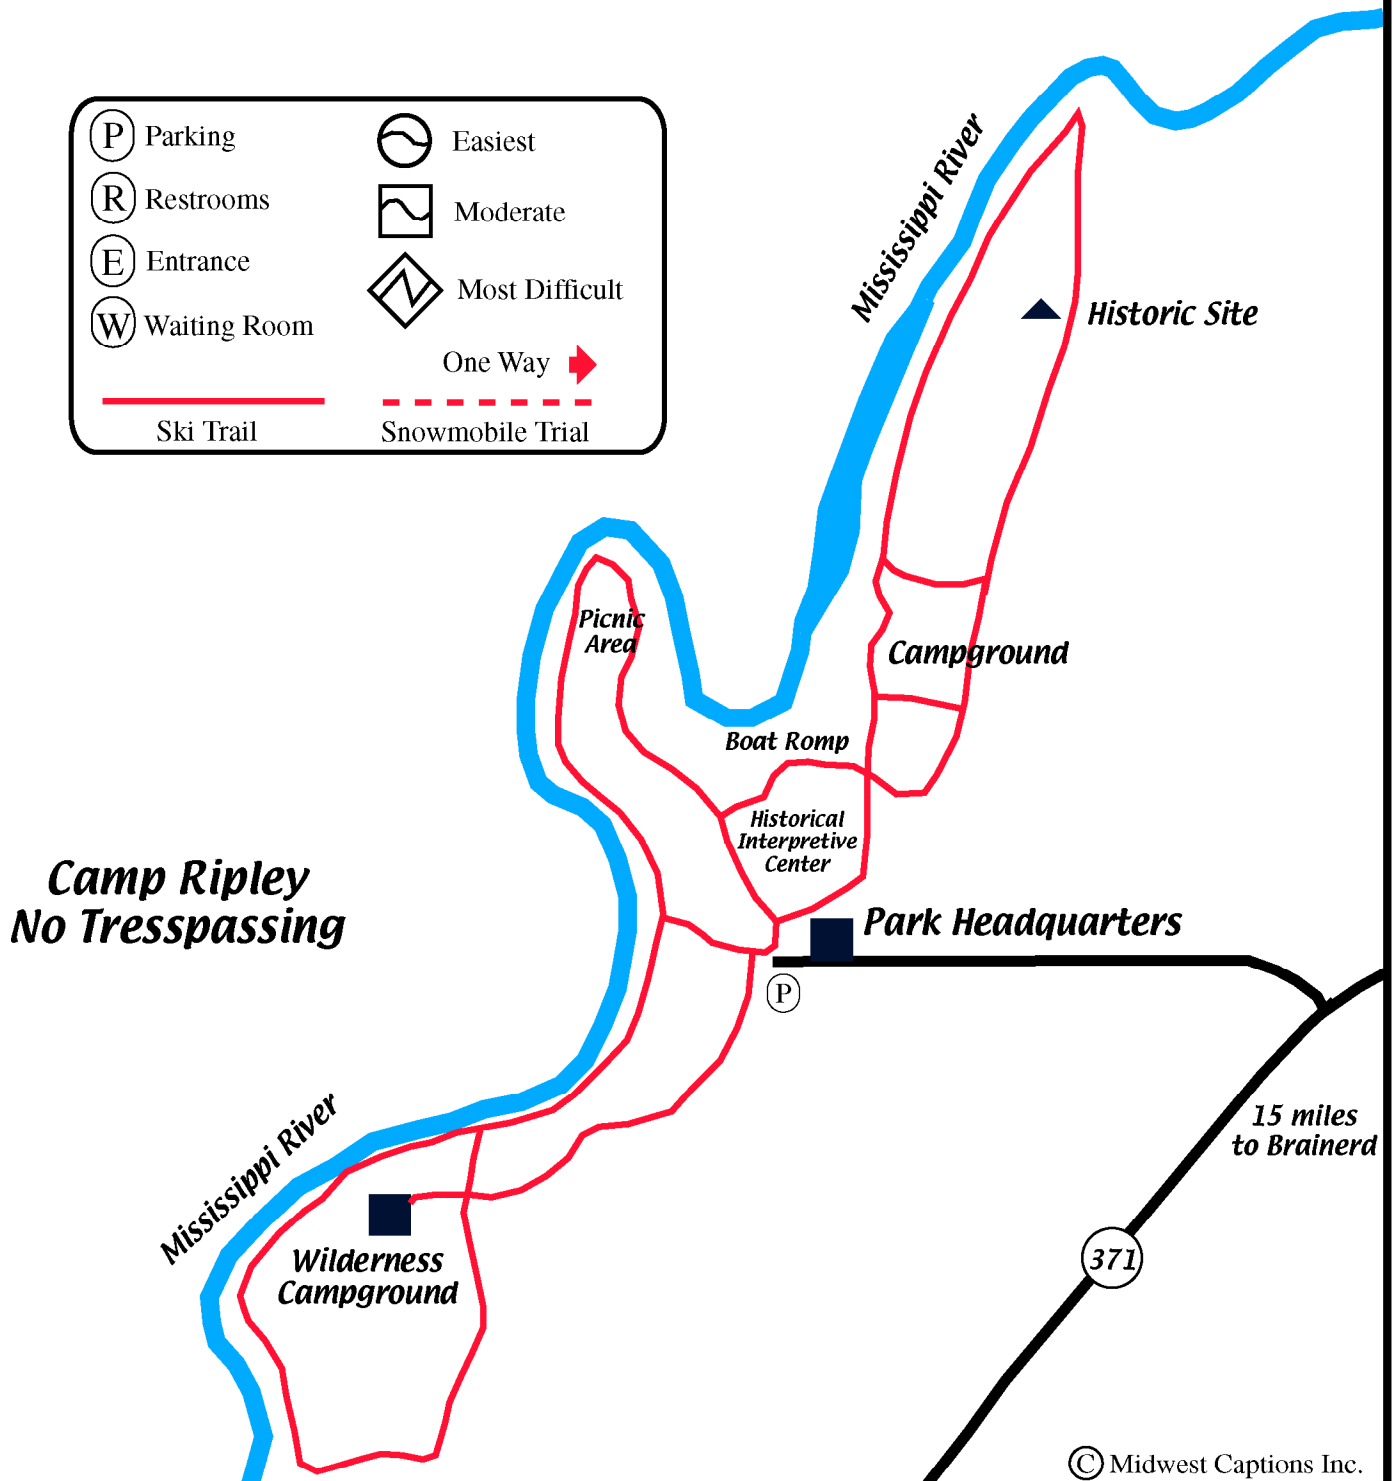 P Parking
R Restrooms
E Entrance
W Waiting Room
Easiest
Moderate
Most Difficult
One Way
Ski Trail
Snowmobile Trial
Mississippi River
Historic Site
Picnic
Area
Campground
Boat Romp
Historical
Interpretive
Center
Camp Ripley
No Tresspassing
Park Headquarters
P
Mississippi River
15 miles
to Brainerd
Wilderness
Campground
371
© Midwest Captions Inc.